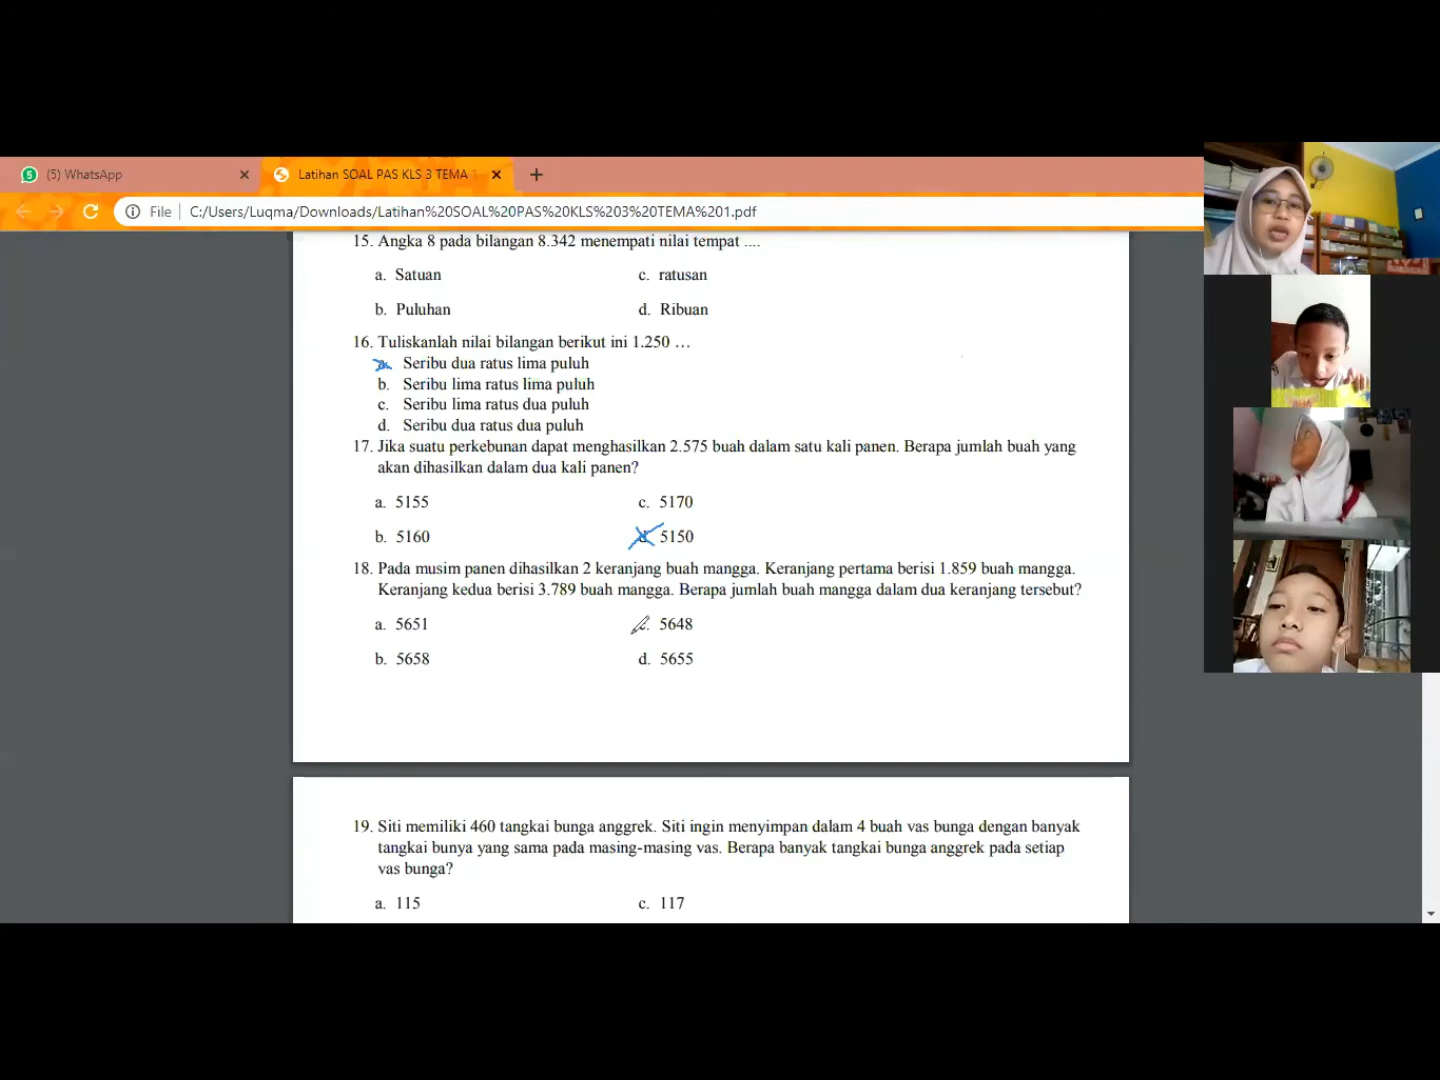 (5) WhatsApp
Latihan SOAL PAS KLS 3 TEMA
File C:/Users/Luqma/Downloads/Latihan%20SOAL%20PAS%20KLS%203%20TEMA%201.pdf
15. Angka 8 pada bilangan 8.342 menempati nilai tempat ....
a. Satuan c. ratusan
b. Puluhan d. Ribuan
16. Tuliskanlah nilai bilangan berikut ini 1.250 …
a. Seribu dua ratus lima puluh
b. Seribu lima ratus lima puluh
c. Seribu lima ratus dua puluh
d. Seribu dua ratus dua puluh
17. Jika suatu perkebunan dapat menghasilkan 2.575 buah dalam satu kali panen. Berapa jumlah buah yang
akan dihasilkan dalam dua kali panen?
a. 5155 c. 5170
b. 5160 d. 5150
18. Pada musim panen dihasilkan 2 keranjang buah mangga. Keranjang pertama berisi 1.859 buah mangga.
Keranjang kedua berisi 3.789 buah mangga. Berapa jumlah buah mangga dalam dua keranjang tersebut?
a. 5651 5648
b. 5658 d. 5655
19. Siti memiliki 460 tangkai bunga anggrek. Siti ingin menyimpan dalam 4 buah vas bunga dengan banyak
tangkai bunya yang sama pada masing-masing vas. Berapa banyak tangkai bunga anggrek pada setiap
vas bunga?
a. 115 c. 117